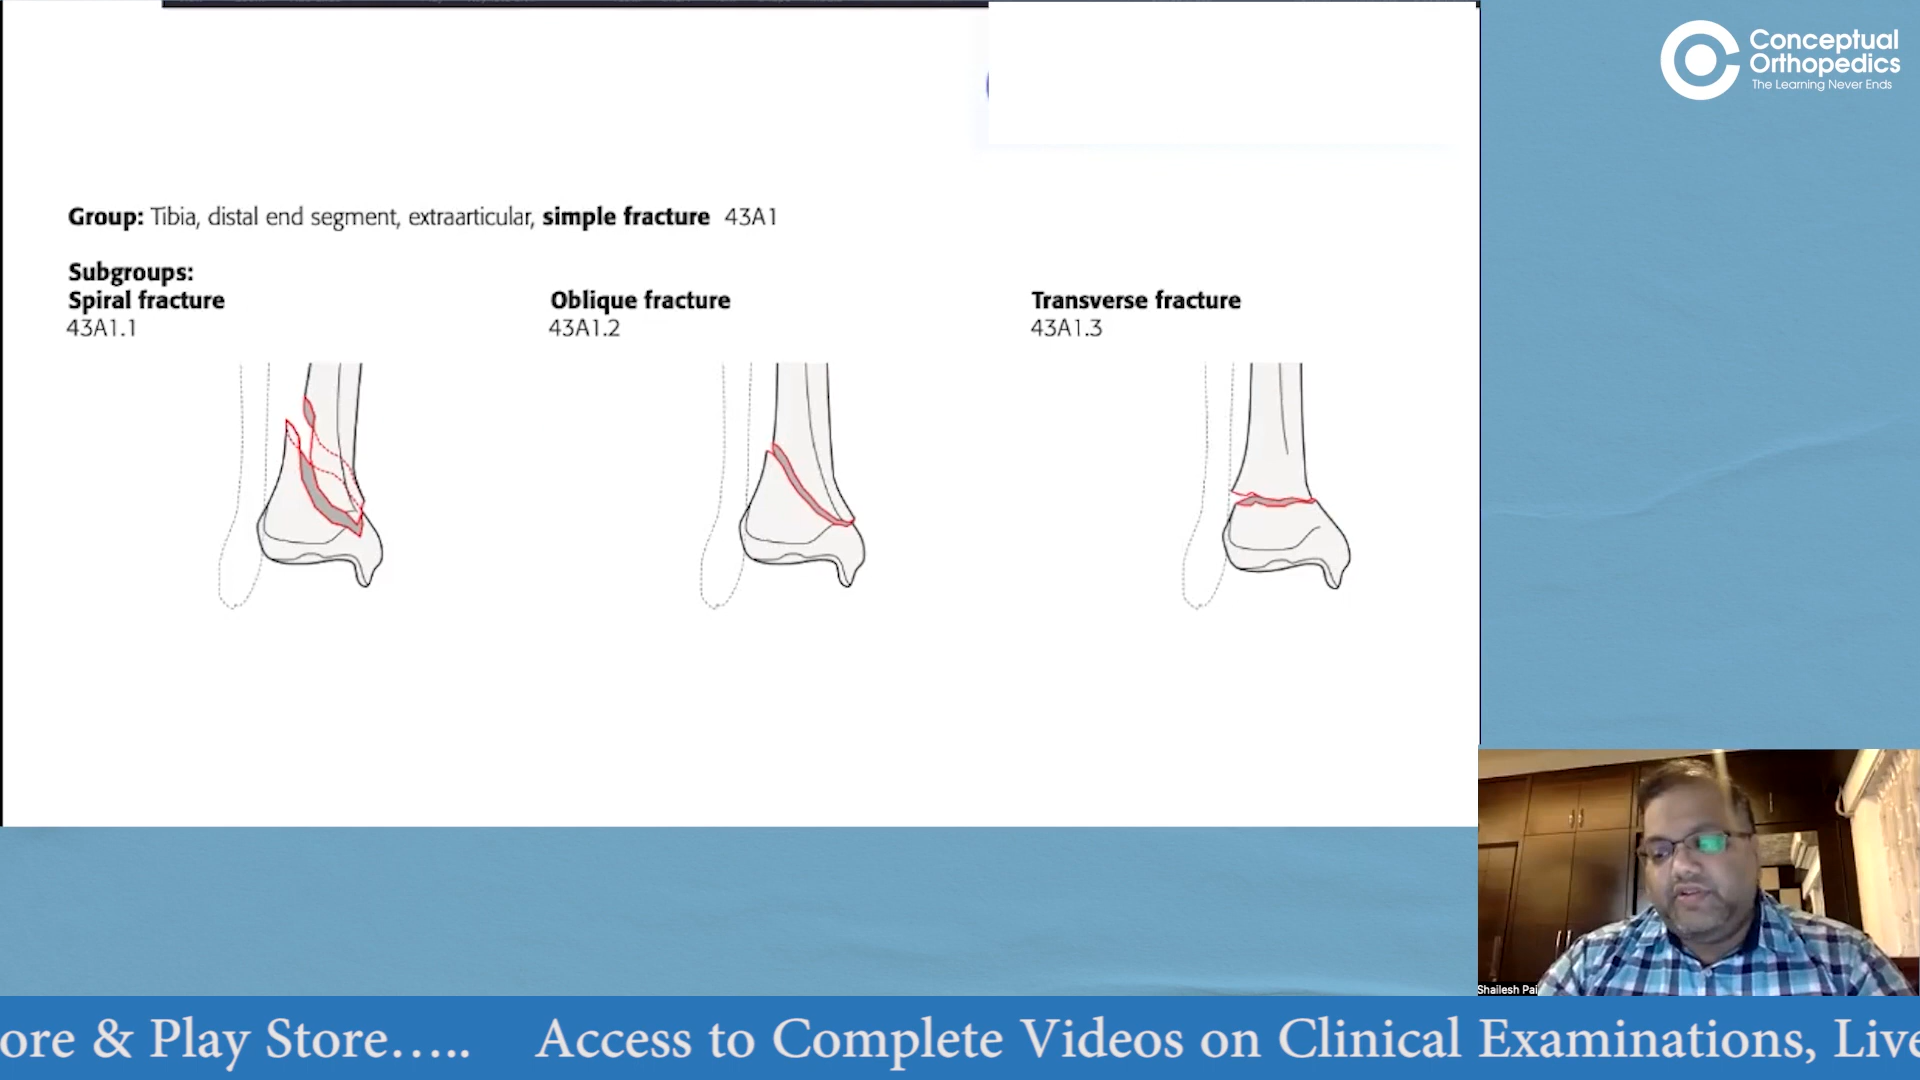 Conceptual
Orthopedics
The Learning Never Ends
Group: Tibia, distal end segment, extraarticular, simple fracture 43A1
Subgroups:
Spiral fracture
43A1.1
Oblique fracture
43A1.2
Transverse fracture
43A1.3
Shailesh Pai
ore & Play Store..... Access to Complete Videos on Clinical Examinations, Live